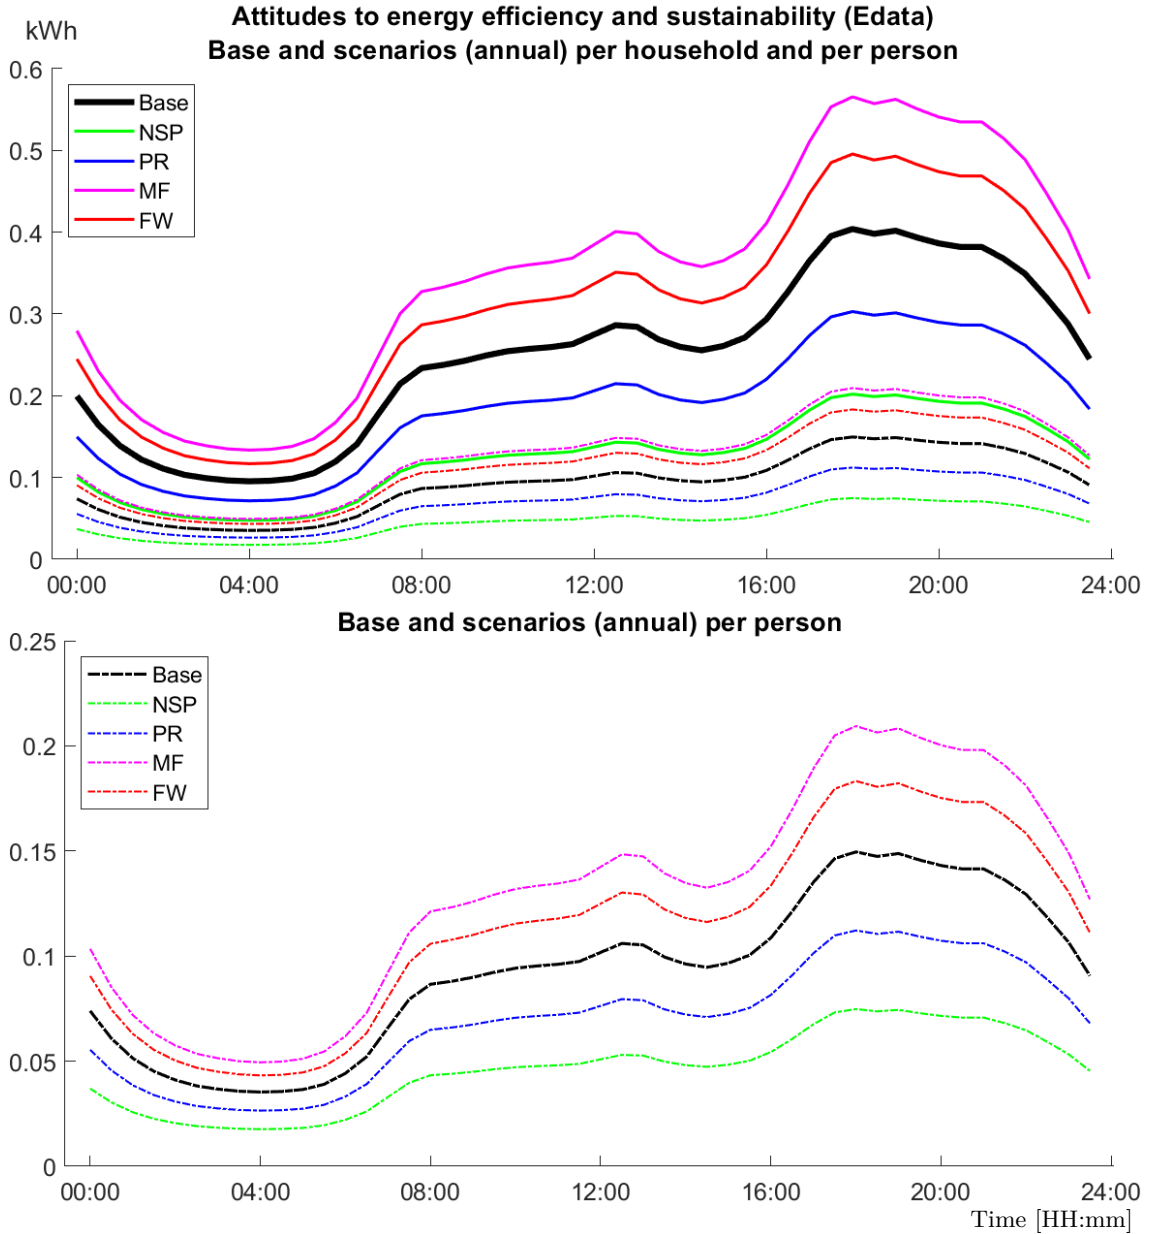 Attitudes to energy efficiency and sustainability (Edata)
Base and scenarios (annual) per household and per person
kWh
0.6
0.5
0.4
0.3
0.2
0.1
0
Base
NSP
PR
MF
FW
00:00 04:00 08:00 12:00 16:00 20:00 24:00
Base and scenarios (annual) per person
0.25
0.2
0.15
0.1
0.05
0
Base
NSP
PR
MF
FW
00:00 04:00 08:00 12:00 16:00 20:00 24:00
Time [HH:mm]